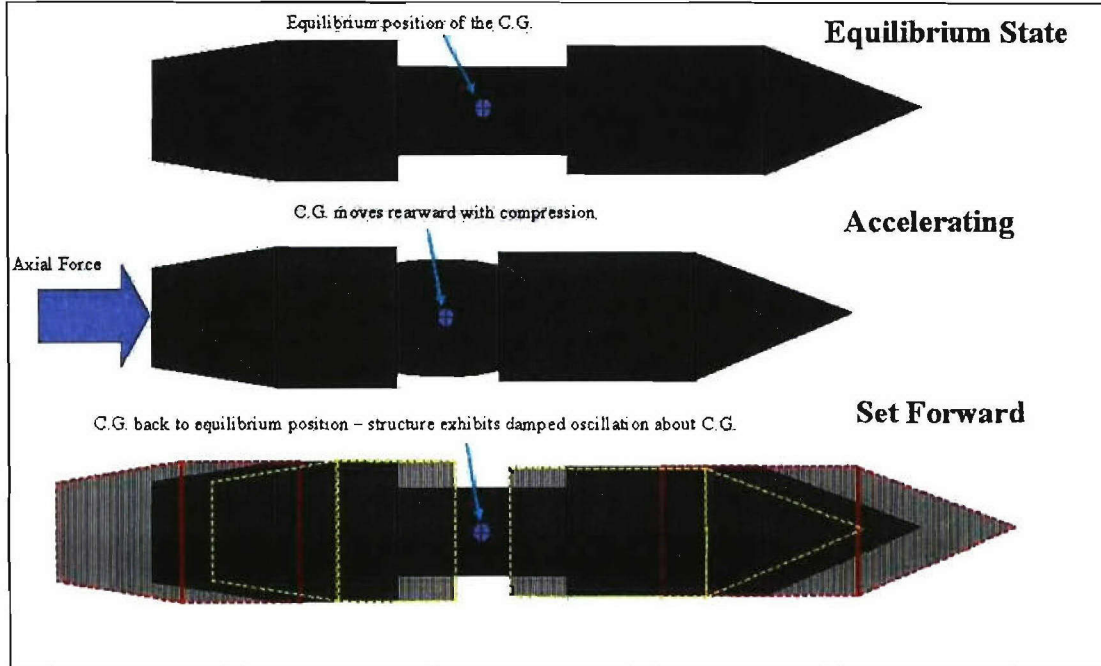 Equilibrium position of the C.G.
Equilibrium State
C.G. moves rearward with compression.
Accelerating
Axial Force
Set Forward
C.G. back to equilibrium position – structure exhibits damped oscillation about C.G.